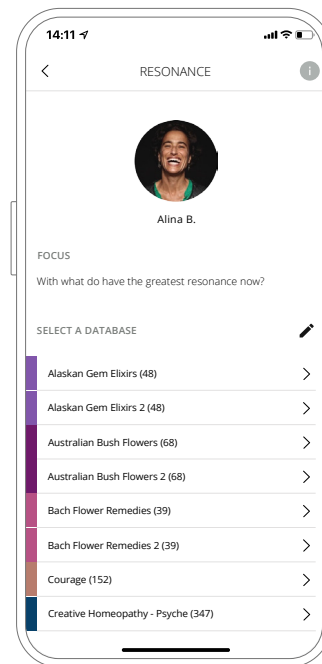 14:11
RESONANCE
i
Alina B.
FOCUS
With what do have the greatest resonance now?
SELECT A DATABASE
Alaskan Gem Elixirs (48)
Alaskan Gem Elixirs 2 (48)
Australian Bush Flowers (68)
Australian Bush Flowers 2 (68)
Bach Flower Remedies (39)
Bach Flower Remedies 2 (39)
Courage (152)
Creative Homeopathy - Psyche (347)